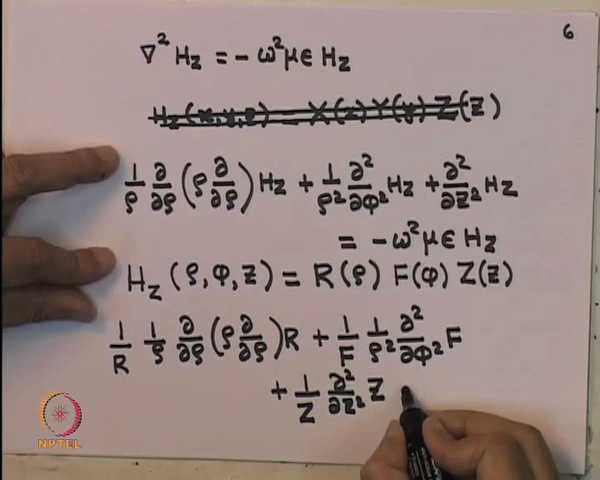 6
∇² Hz = - ω²με Hz
Hz(x,y,z) = X(x) Y(y) Z(z)
1/ρ ∂/∂ρ (ρ ∂/∂ρ) Hz + 1/ρ² ∂²/∂φ² Hz + ∂²/∂z² Hz
= - ω²με Hz
Hz (ρ, φ, z) = R(ρ) F(φ) Z(z)
1/R 1/ρ ∂/∂ρ (ρ ∂/∂ρ) R + 1/F 1/ρ² ∂²/∂φ² F
+ 1/Z ∂²/∂z² Z
NPTEL